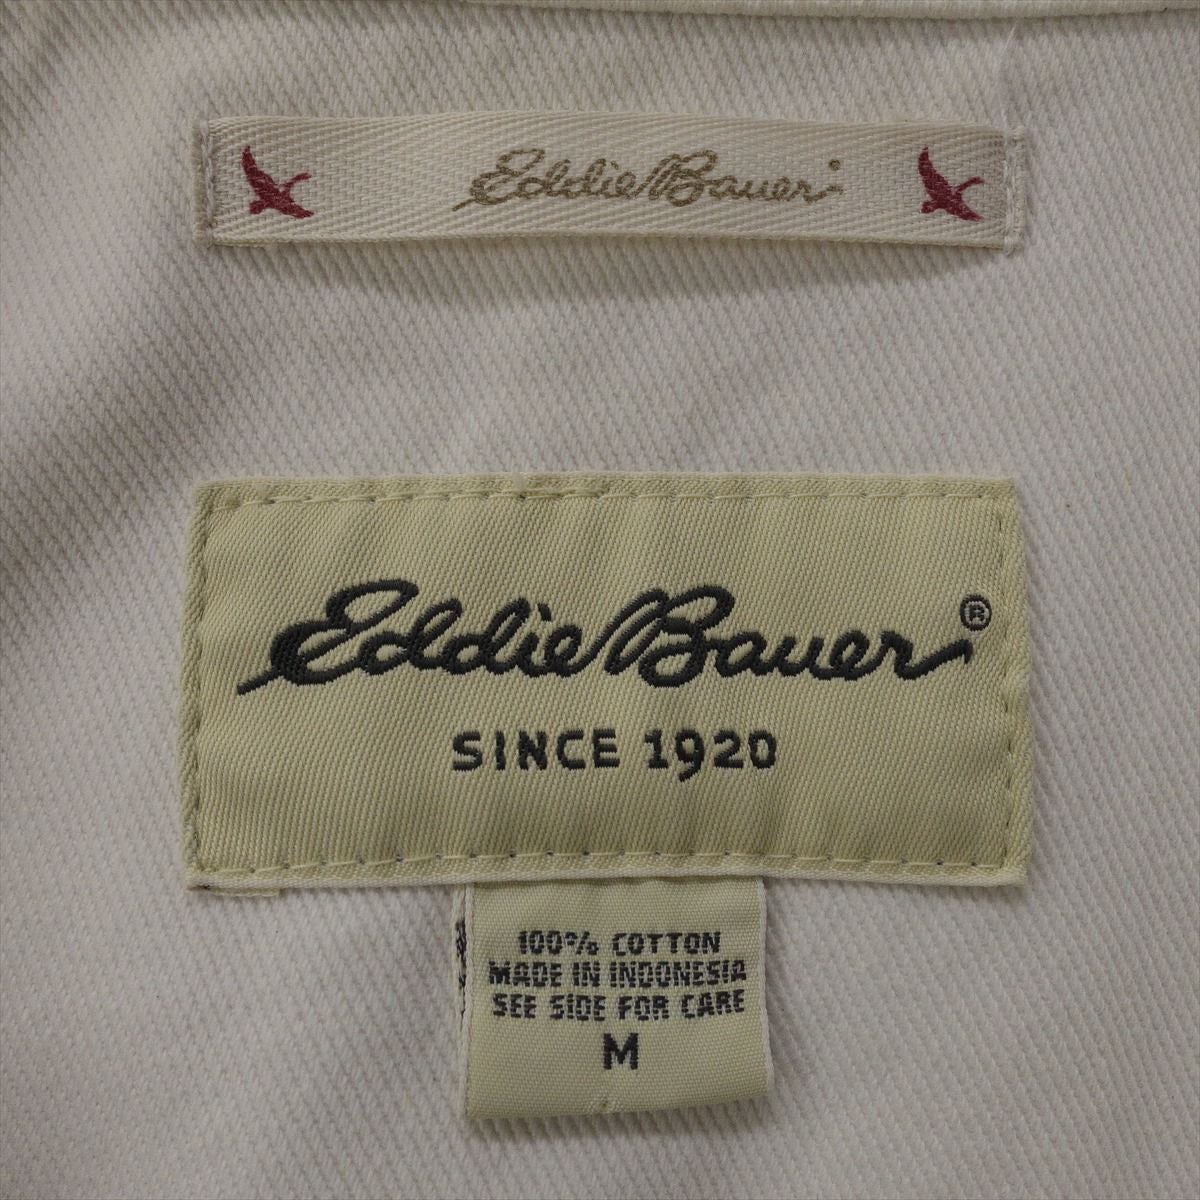 Eddie Bauer
Eddie Bauer®
SINCE 1920
100% COTTON
MADE IN INDONESIA
SEE SIDE FOR CARE
M